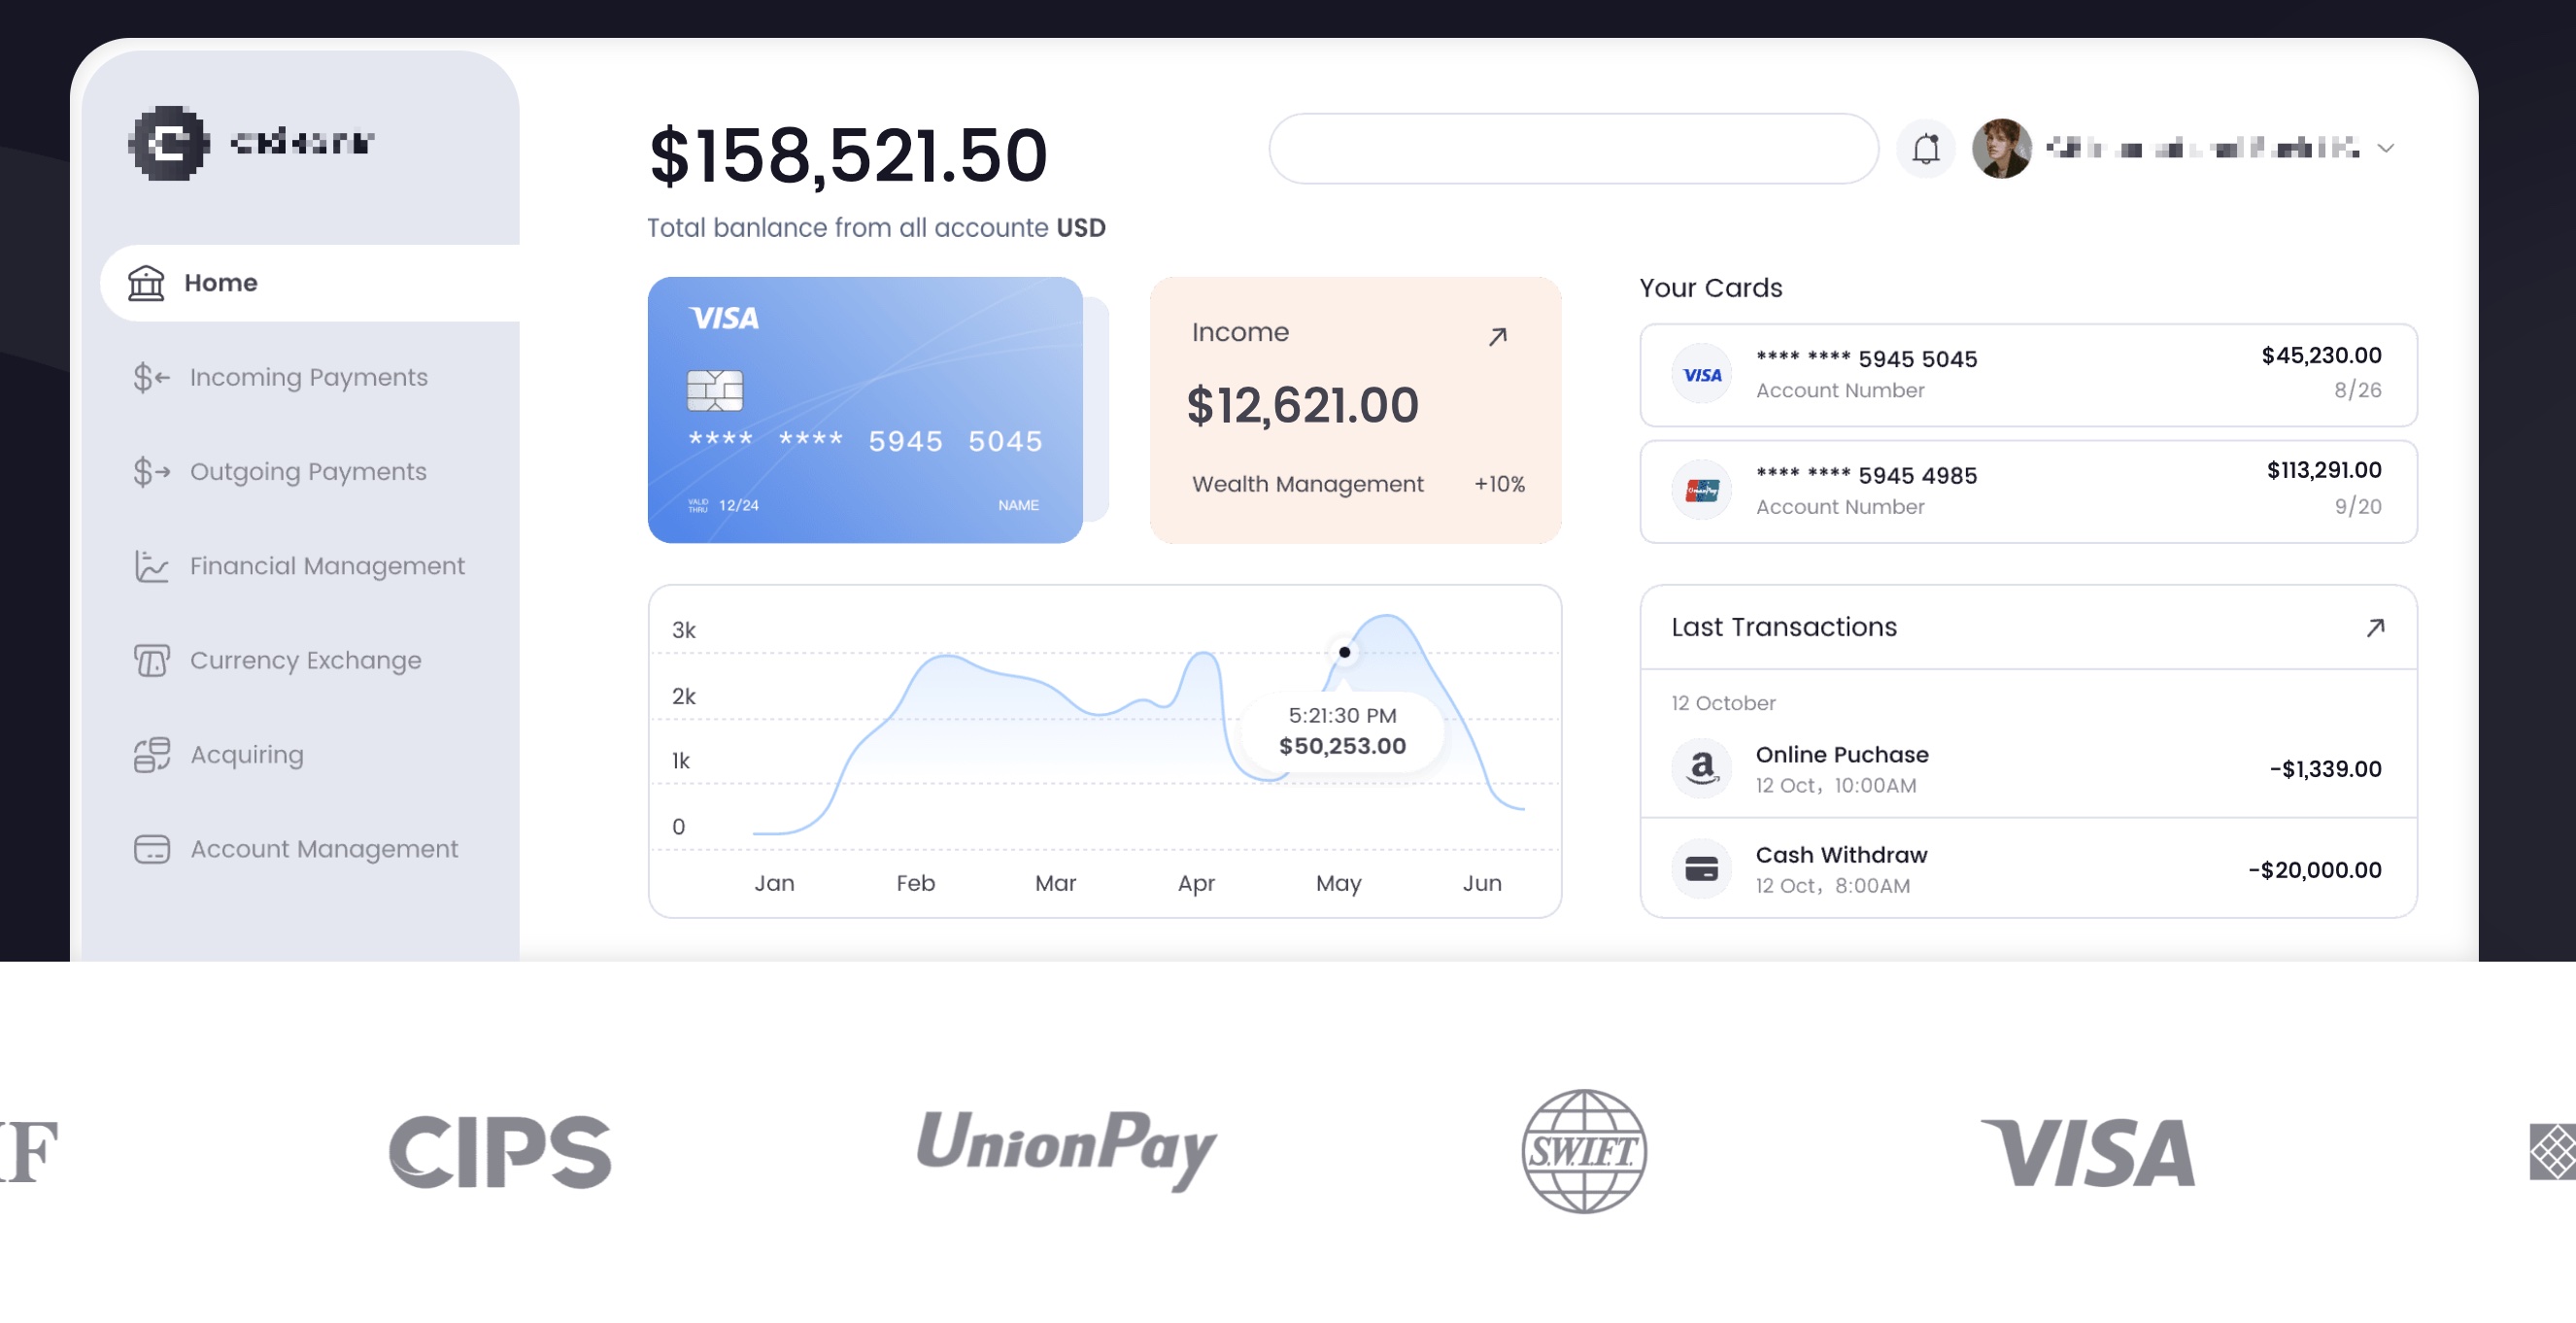 Home
Incoming Payments
Outgoing Payments
Financial Management
Currency Exchange
Acquiring
Account Management
$158,521.50
Total banlance from all accounte USD
VISA
**** **** 5945 5045
VALID THRU 12/24 NAME
Income
$12,621.00
Wealth Management +10%
3k
2k
1k
0
Jan Feb Mar Apr May Jun
5:21:30 PM
$50,253.00
Your Cards
VISA
**** **** 5945 5045 $45,230.00
Account Number 8/26
UnionPay
**** **** 5945 4985 $113,291.00
Account Number 9/20
Last Transactions
12 October
Online Puchase
12 Oct，10:00AM
-$1,339.00
Cash Withdraw
12 Oct，8:00AM
-$20,000.00
F CIPS UnionPay S.W.I.F.T. VISA